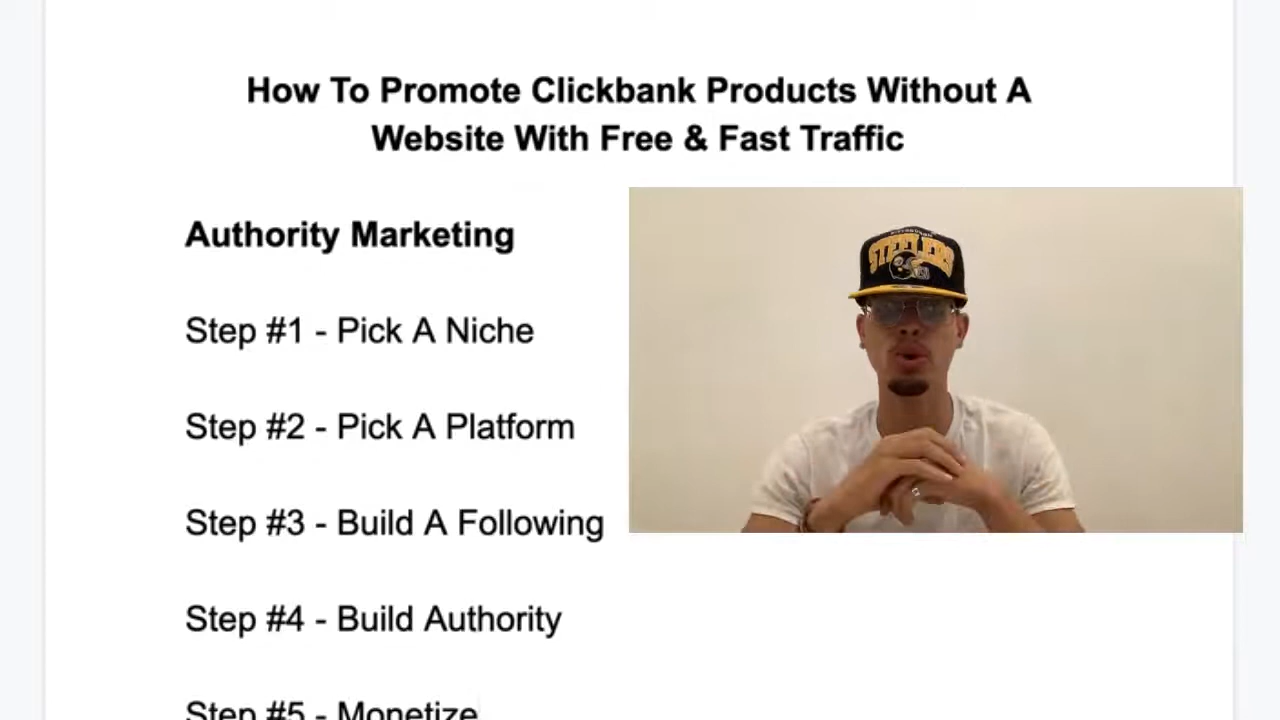 How To Promote Clickbank Products Without A
Website With Free & Fast Traffic
Authority Marketing
STEELERS
Step #1 - Pick A Niche
Step #2 - Pick A Platform
Step #3 - Build A Following
Step #4 - Build Authority
Step #5 - Monetize